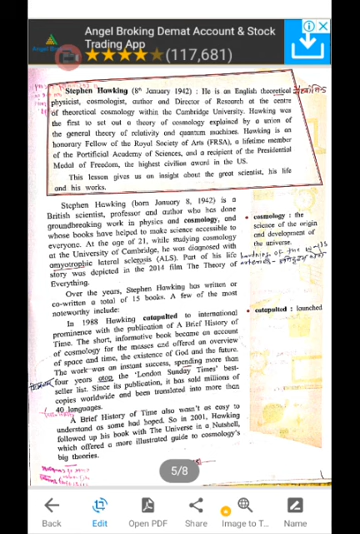 Angel Broking Demat Account & Stock
Trading App
(117,681)
Stephen Hawking (8th January 1942) : He is an English theoretical
physicist, cosmologist, author and Director of Research at the centre
of theoretical cosmology within the Cambridge University. Hawking was
the first to set out a theory of cosmology explained by a union of
the general theory of relativity and quantum machines. Hawking is an
honorary Fellow of the Royal Society of Arts (FRSA), a lifetime member
of the Portificial Academy of Sciences, and a recipient of the Presidential
Medal of Freedom, the highest civilian award in the US.
This lesson gives us an insight about the great scientist, his life
and his works.
Stephen Hawking (born January 8, 1942) is a
British scientist, professor and author who has done
groundbreaking work in physics and cosmology, and
whose books have helped to make science accessible to
everyone. At the age of 21, while studying cosmology
at the University of Cambridge, he was diagnosed with
amyotrophic lateral sclerosis (ALS). Part of his life
story was depicted in the 2014 film The Theory of
Everything.
• cosmology : the
science of the origin
and development of
the universe.
Over the years, Stephen Hawking has written or
co-written a total of 15 books. A few of the most
noteworthy include:
In 1988 Hawking catapulted to international
prominence with the publication of A Brief History of
Time. The short, informative book became an account
of cosmology for the masses and offered an overview
of space and time, the existence of God and the future.
The work was an instant success, spending more than
four years atop the 'London Sunday Times' best-
seller list. Since its publication, it has sold millions of
copies worldwide and been translated into more than
40 languages.
• catapulted : launched
A Brief History of Time also wasn't as easy to
understand as some had hoped. So in 2001, Hawking
followed up his book with The Universe in a Nutshell,
which offered a more illustrated guide to cosmology's
big theories.
5/8
Back
Edit
Open PDF
Share
Image to T...
Name